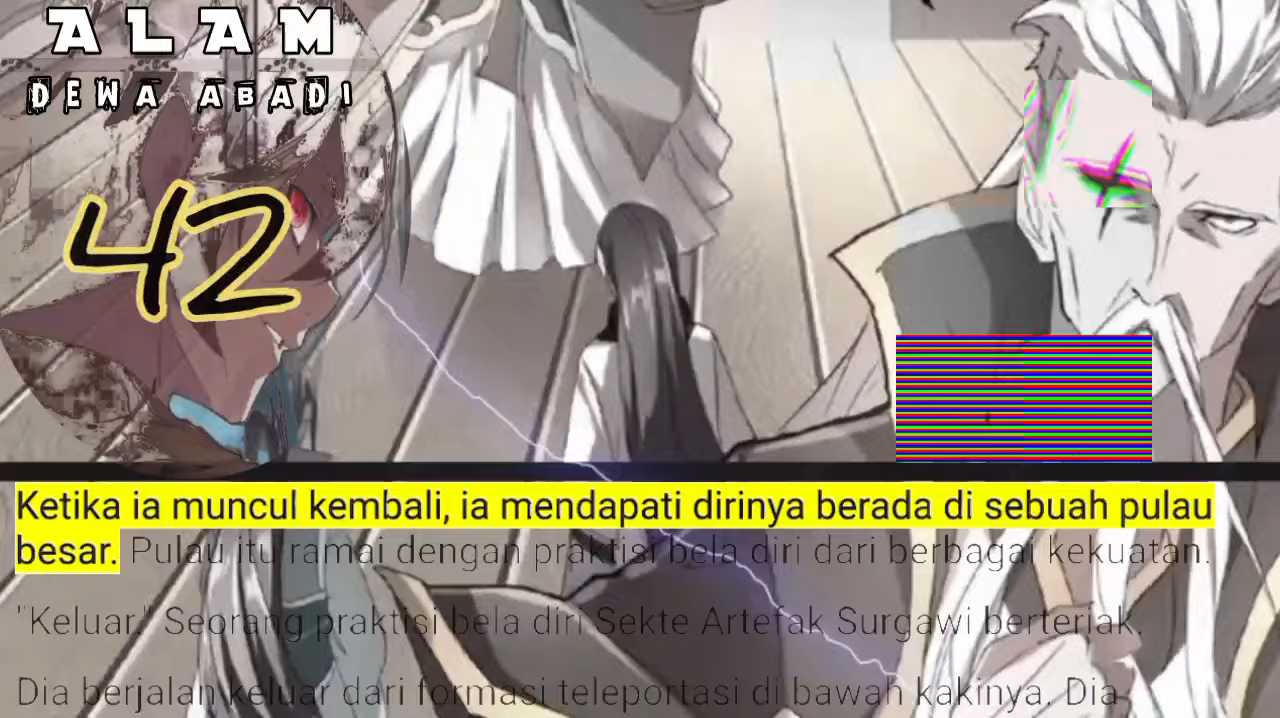 ALAM
DEWA ABADI
42
Ketika ia muncul kembali, ia mendapati dirinya berada di sebuah pulau
besar. Pulau itu ramai dengan praktisi bela diri dari berbagai kekuatan.
"Keluar." Seorang praktisi bela diri Sekte Artefak Surgawi berteriak.
Dia berjalan keluar dari formasi teleportasi di bawah kakinya. Dia